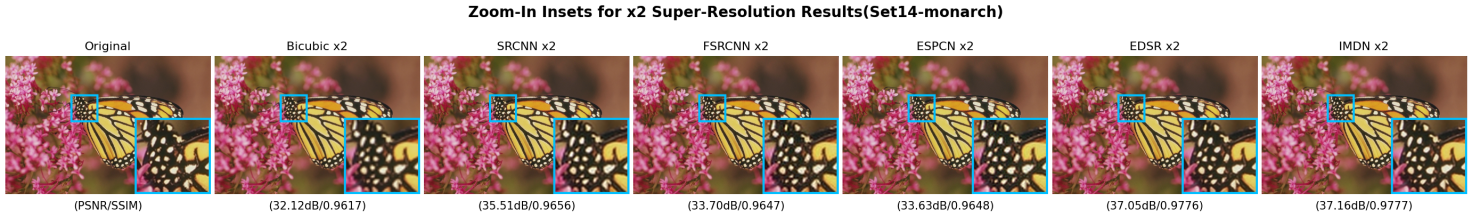 Zoom-In Insets for x2 Super-Resolution Results(Set14-monarch)
Original
Bicubic x2
SRCNN x2
FSRCNN x2
ESPCN x2
EDSR x2
IMDN x2
(PSNR/SSIM)
(32.12dB/0.9617)
(35.51dB/0.9656)
(33.70dB/0.9647)
(33.63dB/0.9648)
(37.05dB/0.9776)
(37.16dB/0.9777)